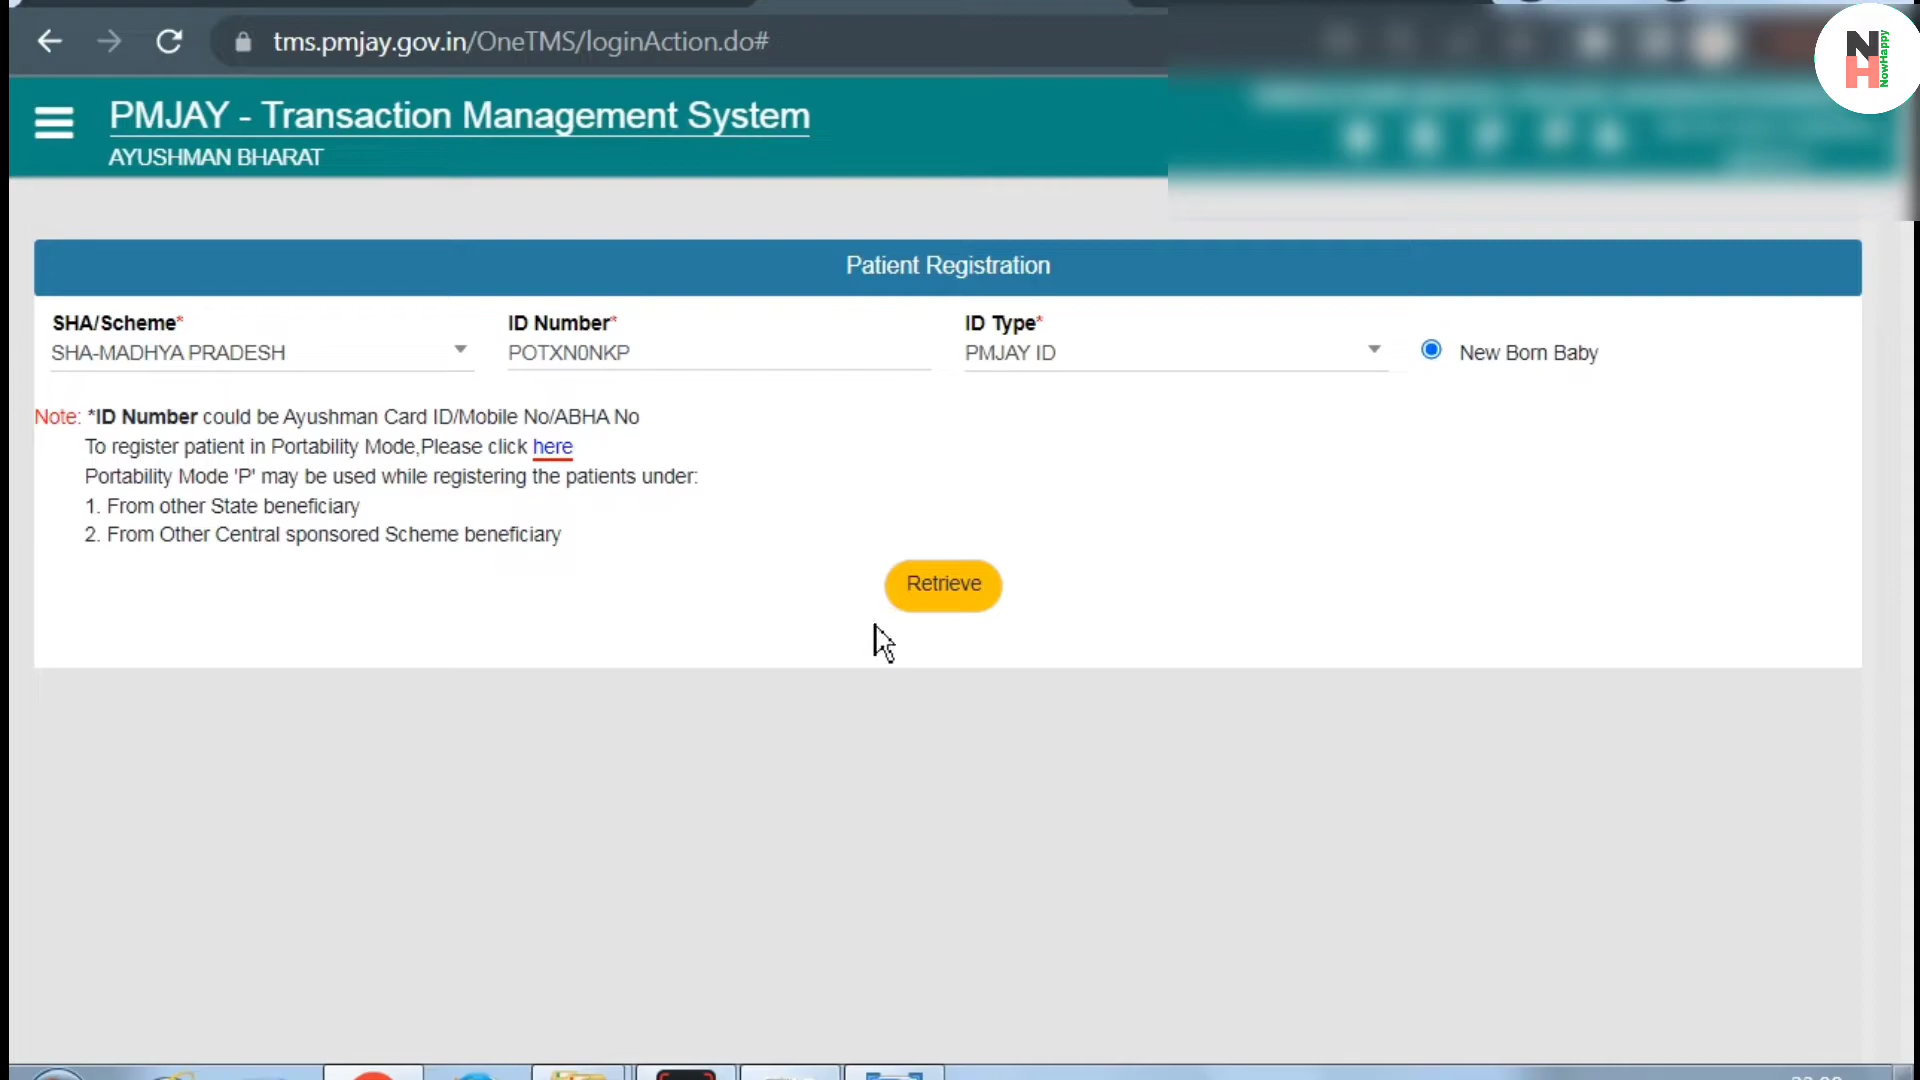 tms.pmjay.gov.in/OneTMS/loginAction.do#
NH NowHappy
PMJAY - Transaction Management System
AYUSHMAN BHARAT
Patient Registration
SHA/Scheme* ID Number* ID Type*
SHA-MADHYA PRADESH POTXN0NKP PMJAY ID New Born Baby
Note: *ID Number could be Ayushman Card ID/Mobile No/ABHA No
To register patient in Portability Mode,Please click here
Portability Mode 'P' may be used while registering the patients under:
1. From other State beneficiary
2. From Other Central sponsored Scheme beneficiary
Retrieve